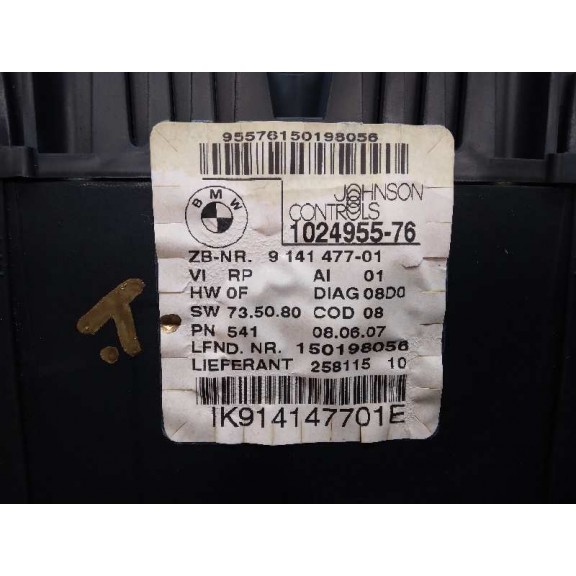 95576150198056
BMW
JOHNSON
CONTROLS
1024955-76
ZB-NR. 9 141 477-01
VI RP AI 01
HW 0F DIAG 08D0
SW 73.50.80 COD 08
PN 541 08.06.07
LFND. NR. 150198056
LIEFERANT 258115 10
IK914147701E